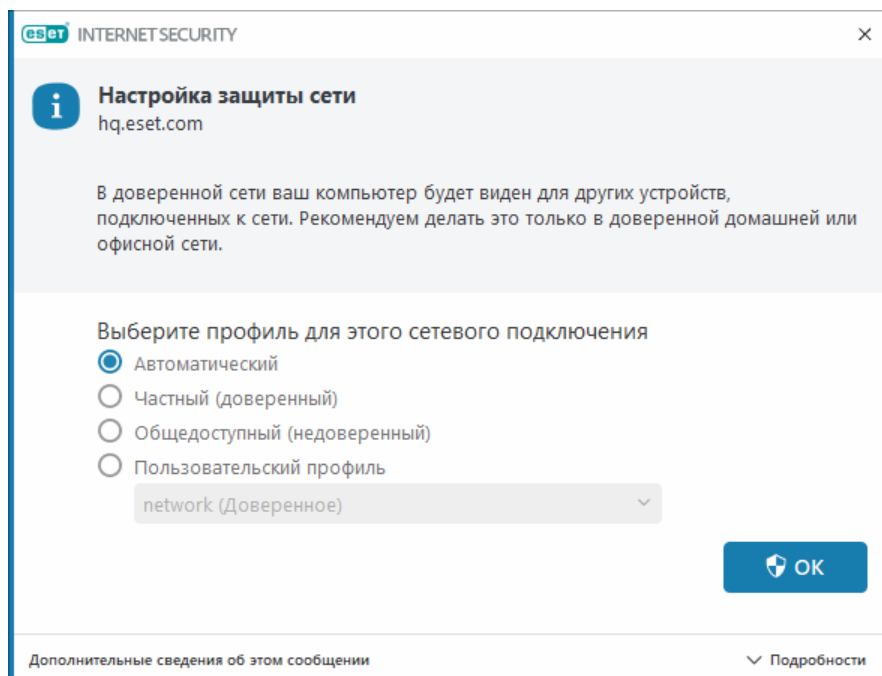 eset INTERNET SECURITY
Настройка защиты сети
hq.eset.com
В доверенной сети ваш компьютер будет виден для других устройств,
подключенных к сети. Рекомендуем делать это только в доверенной домашней или
офисной сети.
Выберите профиль для этого сетевого подключения
Автоматический
Частный (доверенный)
Общедоступный (недоверенный)
Пользовательский профиль
network (Доверенное)
ОК
Дополнительные сведения об этом сообщении
Подробности